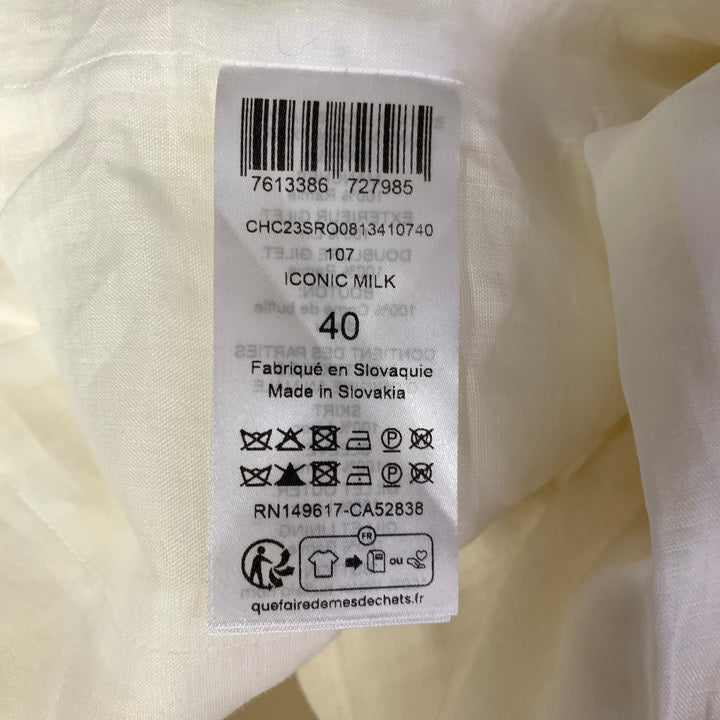 7613386 727985
CHC23SRO0813410740
107
ICONIC MILK
40
Fabriqué en Slovaquie
Made in Slovakia
P
P
RN149617-CA52838
FR
ou
quefairedemesdechets.fr